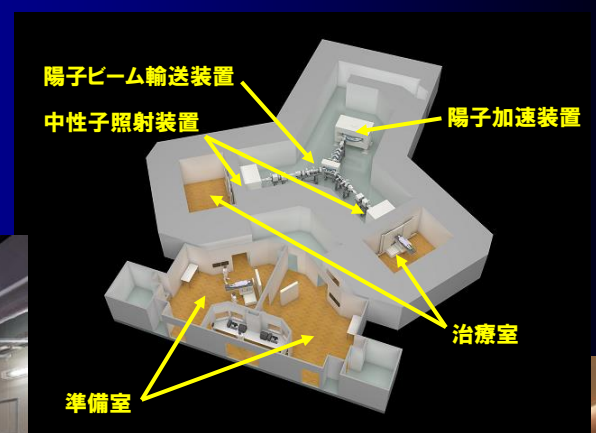 陽子ビーム輸送装置
中性子照射装置
陽子加速装置
治療室
準備室